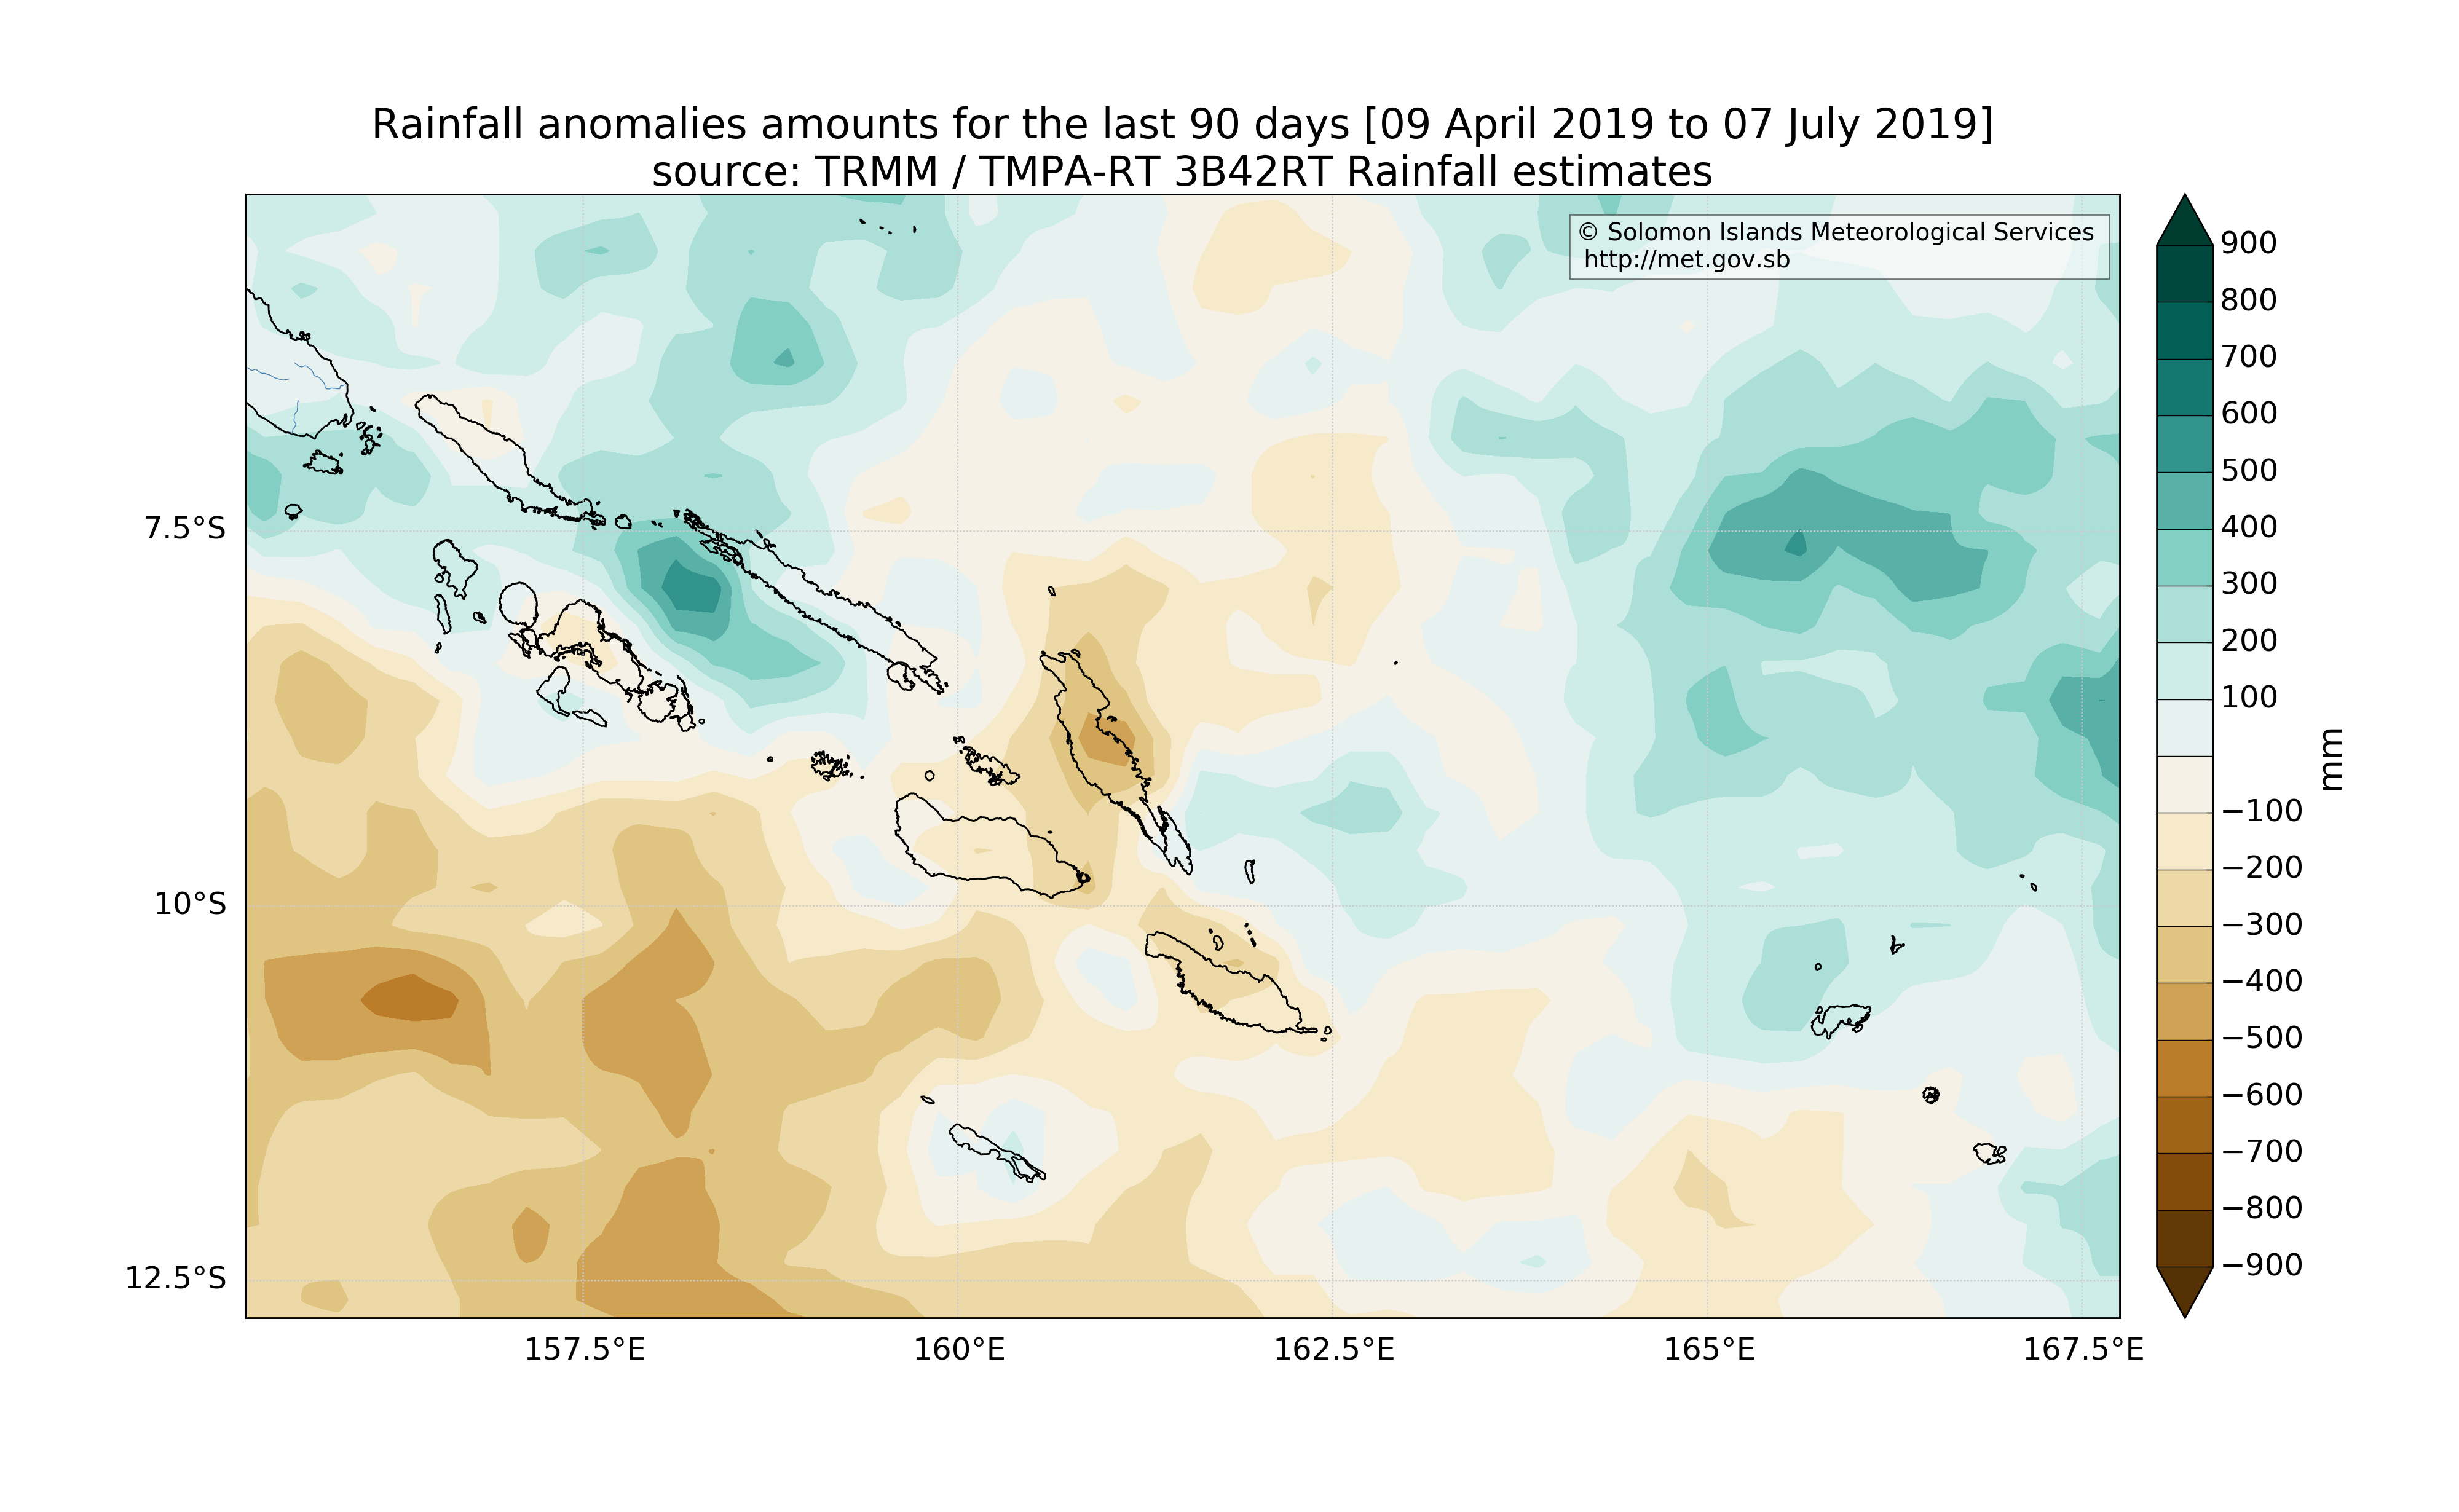 Rainfall anomalies amounts for the last 90 days [09 April 2019 to 07 July 2019]
source: TRMM / TMPA-RT 3B42RT Rainfall estimates
© Solomon Islands Meteorological Services
http://met.gov.sb
7.5°S
10°S
12.5°S
157.5°E
160°E
162.5°E
165°E
167.5°E
900
800
700
600
500
400
300
200
100
−100
−200
−300
−400
−500
−600
−700
−800
−900
mm